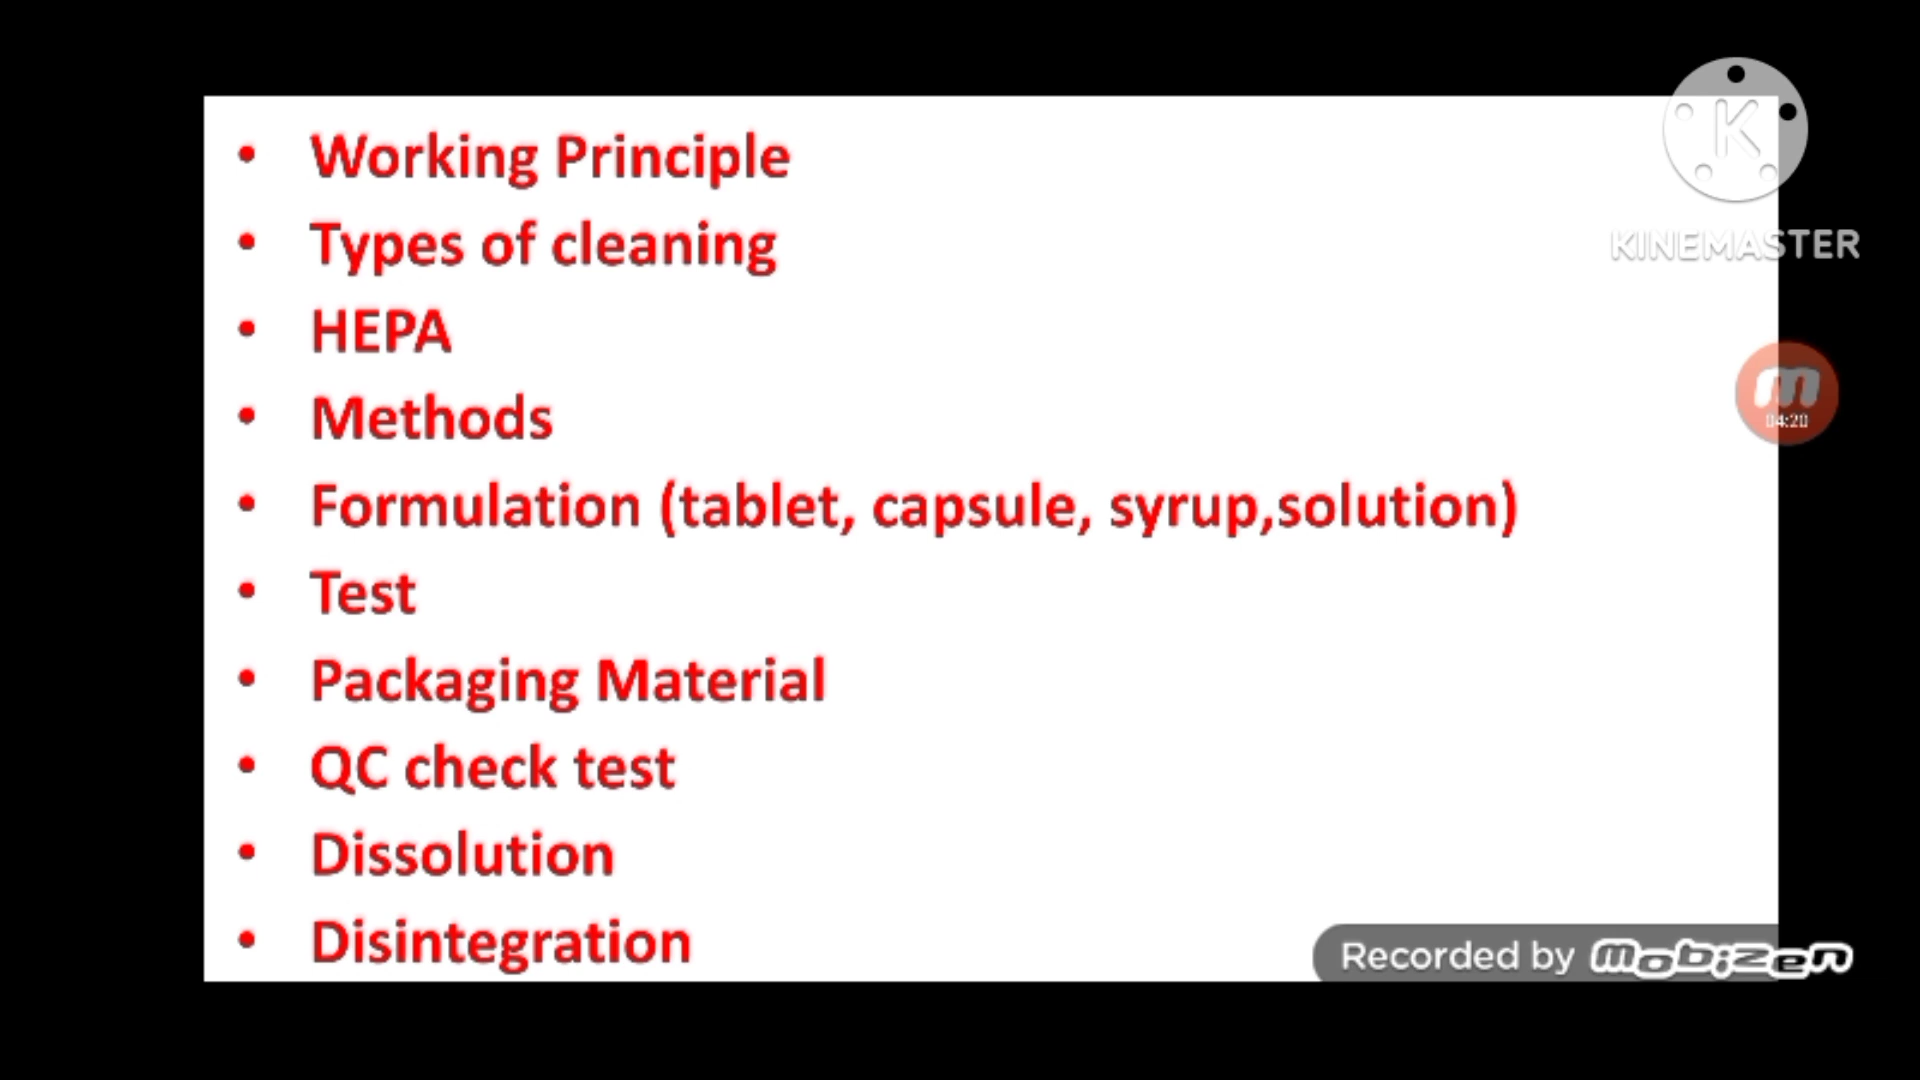 • Working Principle
• Types of cleaning
• HEPA
• Methods
• Formulation (tablet, capsule, syrup,solution)
• Test
• Packaging Material
• QC check test
• Dissolution
• Disintegration
K
KINEMASTER
m
04:20
Recorded by mobizen